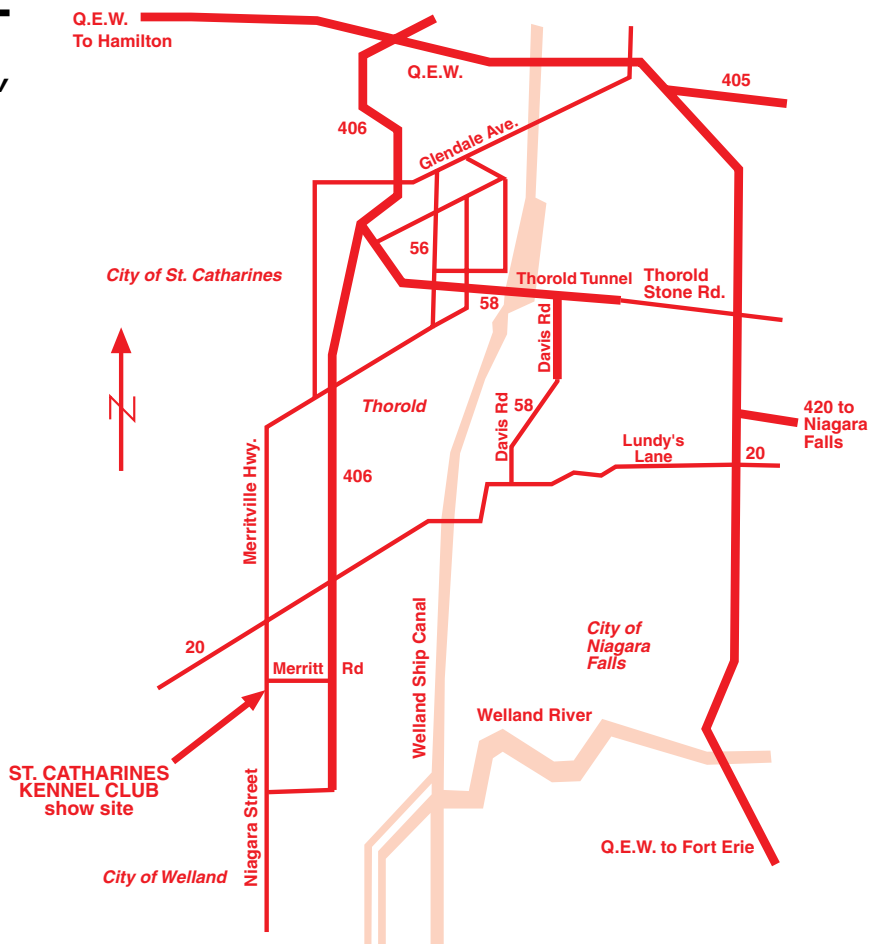 Q.E.W.
To Hamilton
Q.E.W.
405
406
Glendale Ave.
56
City of St. Catharines
Thorold Tunnel
Thorold
Stone Rd.
58
Davis Rd
Thorold
58
Davis Rd
420 to
Niagara
Falls
Lundy's
Lane
20
Merrittville Hwy.
406
N
20
Merritt Rd
City of
Niagara
Falls
Welland Ship Canal
Welland River
ST. CATHARINES
KENNEL CLUB
show site
Niagara Street
City of Welland
Q.E.W. to Fort Erie